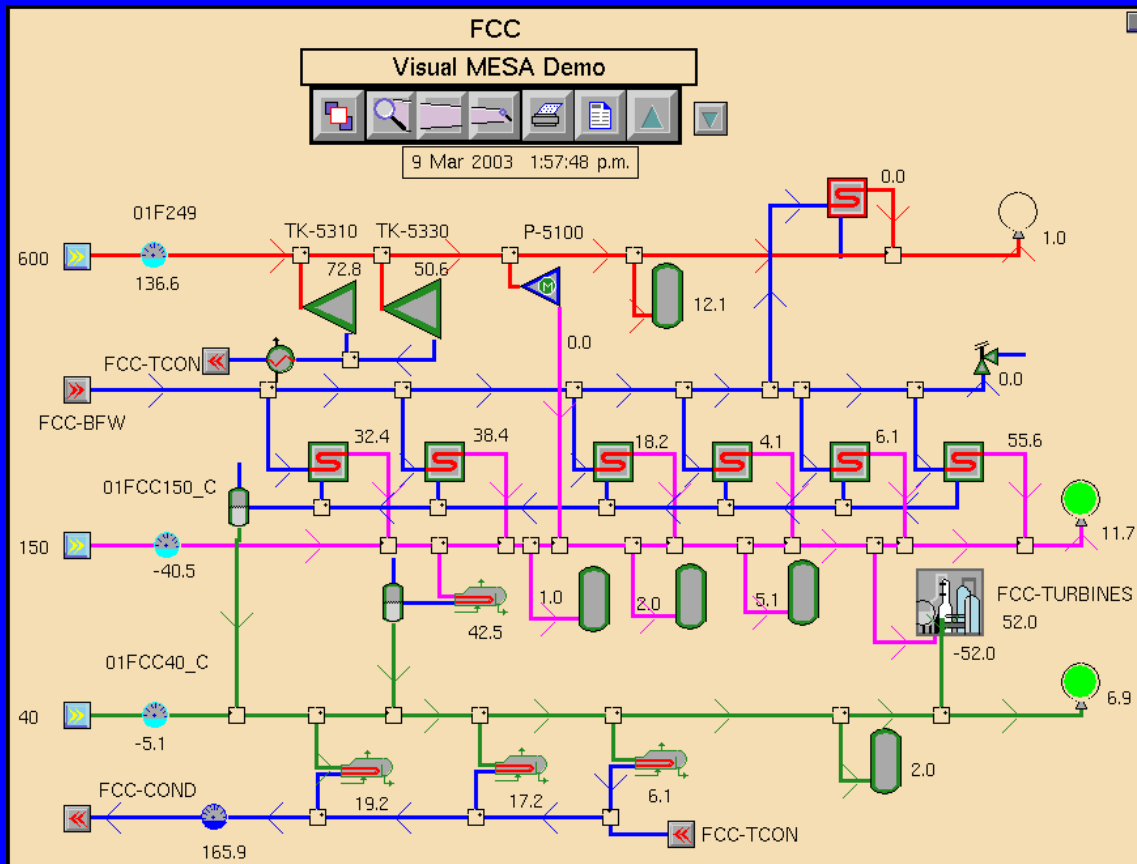 FCC
Visual MESA Demo
9 Mar 2003 1:57:48 p.m.
0.0
01F249
TK-5310 TK-5330 P-5100
600
136.6
72.8
50.6
12.1
1.0
0.0
FCC-TCON
M
0.0
FCC-BFW
32.4
38.4
18.2
4.1
6.1
55.6
01FCC150_C
150
-40.5
11.7
1.0
2.0
5.1
42.5
FCC-TURBINES
52.0
-52.0
01FCC40_C
40
-5.1
6.9
2.0
FCC-COND
19.2
17.2
6.1
FCC-TCON
165.9